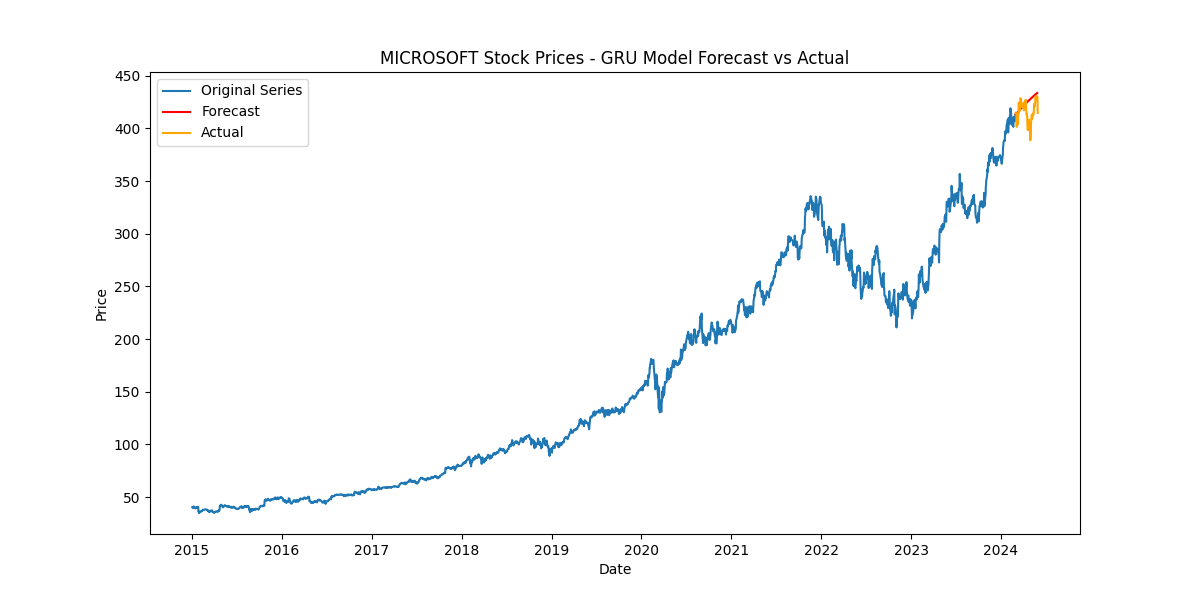 MICROSOFT Stock Prices - GRU Model Forecast vs Actual
Original Series
Forecast
Actual
450
400
350
300
250
200
150
100
50
Price
2015 2016 2017 2018 2019 2020 2021 2022 2023 2024
Date